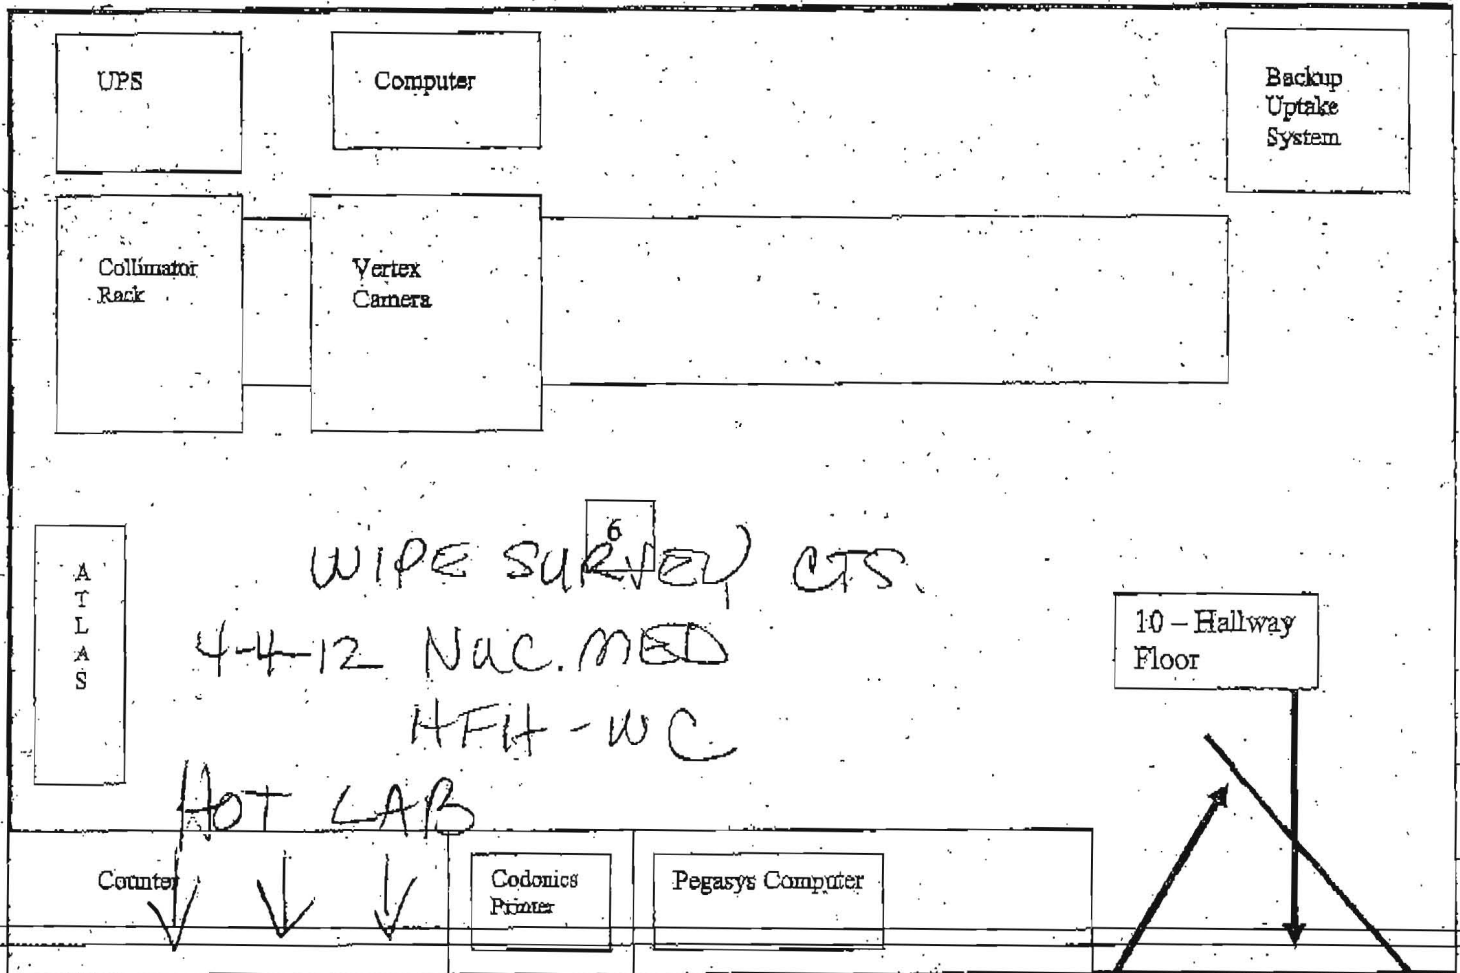 UPS
Computer
Backup
Uptake
System
Collimator
Rack
Vertex
Camera
6
WIPE SURVEY CTS.
A
T
L
A
S
4-4-12 NUC. MED
HFH-WC
10 – Hallway
Floor
HOT LAB
Counter
Codonics
Printer
Pegasys Computer